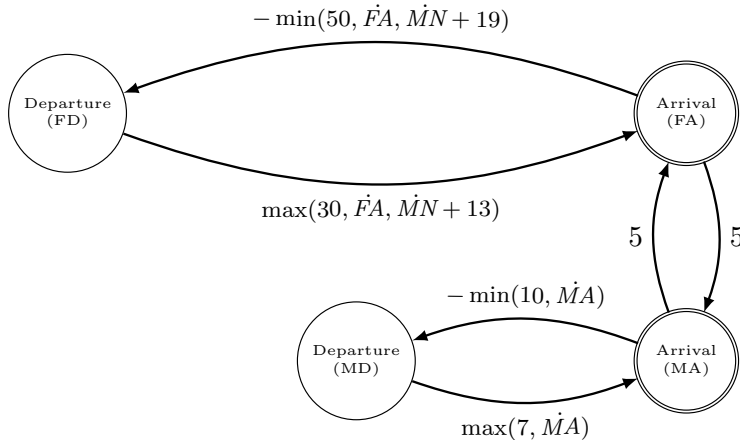 − min(50, ḞA, ṀN + 19)
Departure
(FD)
Arrival
(FA)
max(30, ḞA, ṀN + 13)
5
5
− min(10, ṀA)
Departure
(MD)
Arrival
(MA)
max(7, ṀA)